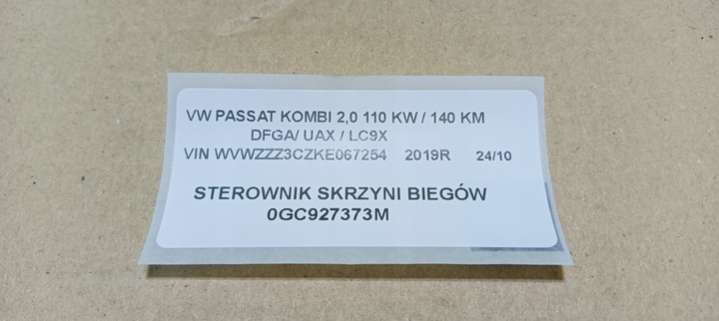 VW PASSAT KOMBI 2,0 110 KW / 140 KM
DFGA/ UAX / LC9X
VIN WVWZZZ3CZKE067254 2019R 24/10
STEROWNIK SKRZYNI BIEGÓW
0GC927373M